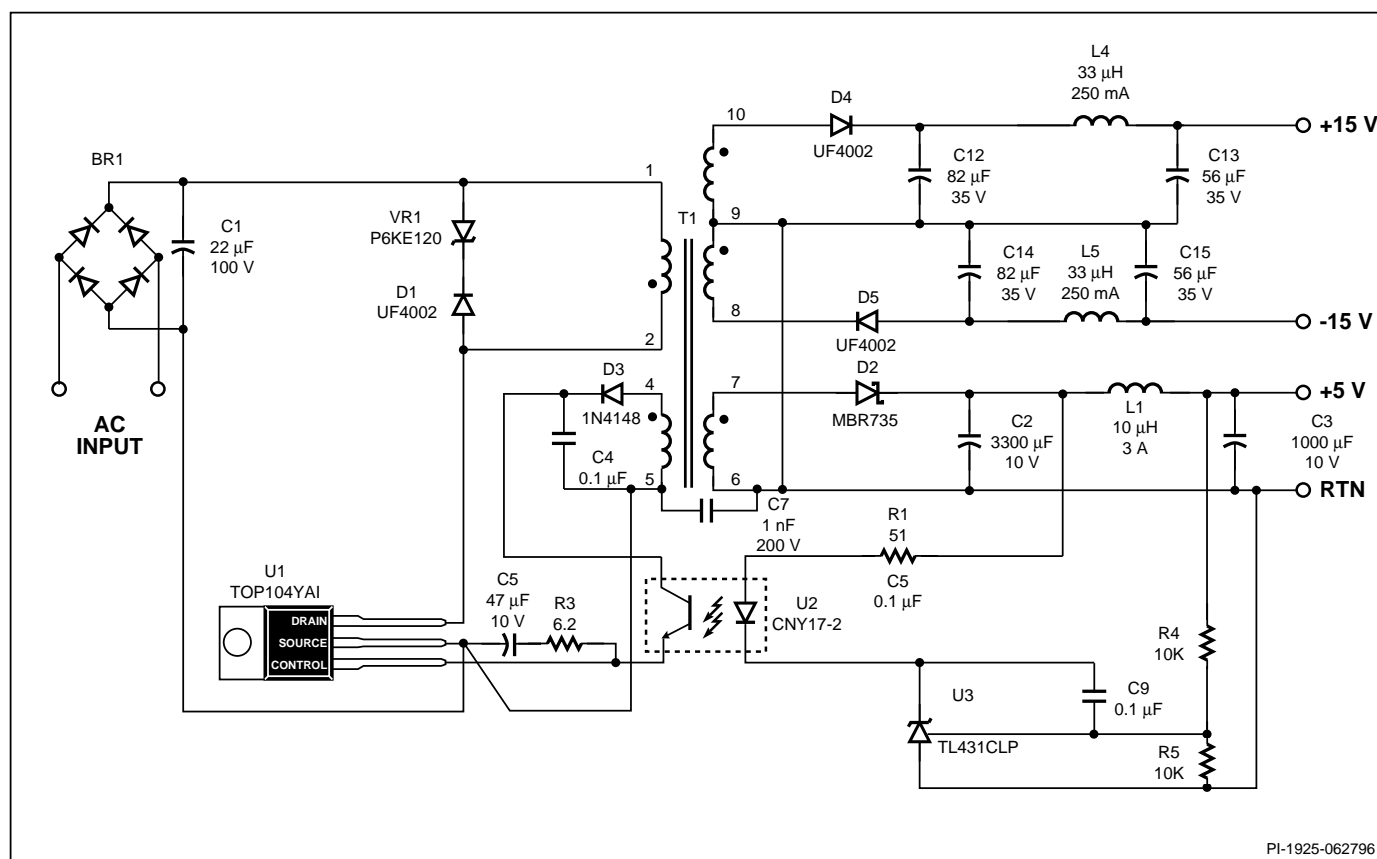 L4
33 µH
250 mA
D4
10
+15 V
UF4002
BR1
1
C12
82 µF
35 V
C13
56 µF
35 V
C1
22 µF
100 V
VR1
P6KE120
T1
9
C14
82 µF
35 V
L5
33 µH
250 mA
C15
56 µF
35 V
D1
UF4002
D5
8
-15 V
UF4002
2
D3
4
1N4148
7
D2
MBR735
+5 V
AC
INPUT
C4
0.1 µF
5
C2
3300 µF
10 V
L1
10 µH
3 A
C3
1000 µF
10 V
6
RTN
C7
1 nF
200 V
R1
51
C5
0.1 µF
U1
TOP104YAI
C5
47 µF
10 V
R3
6.2
U2
CNY17-2
DRAIN
SOURCE
CONTROL
R4
10K
U3
C9
0.1 µF
TL431CLP
R5
10K
PI-1925-062796